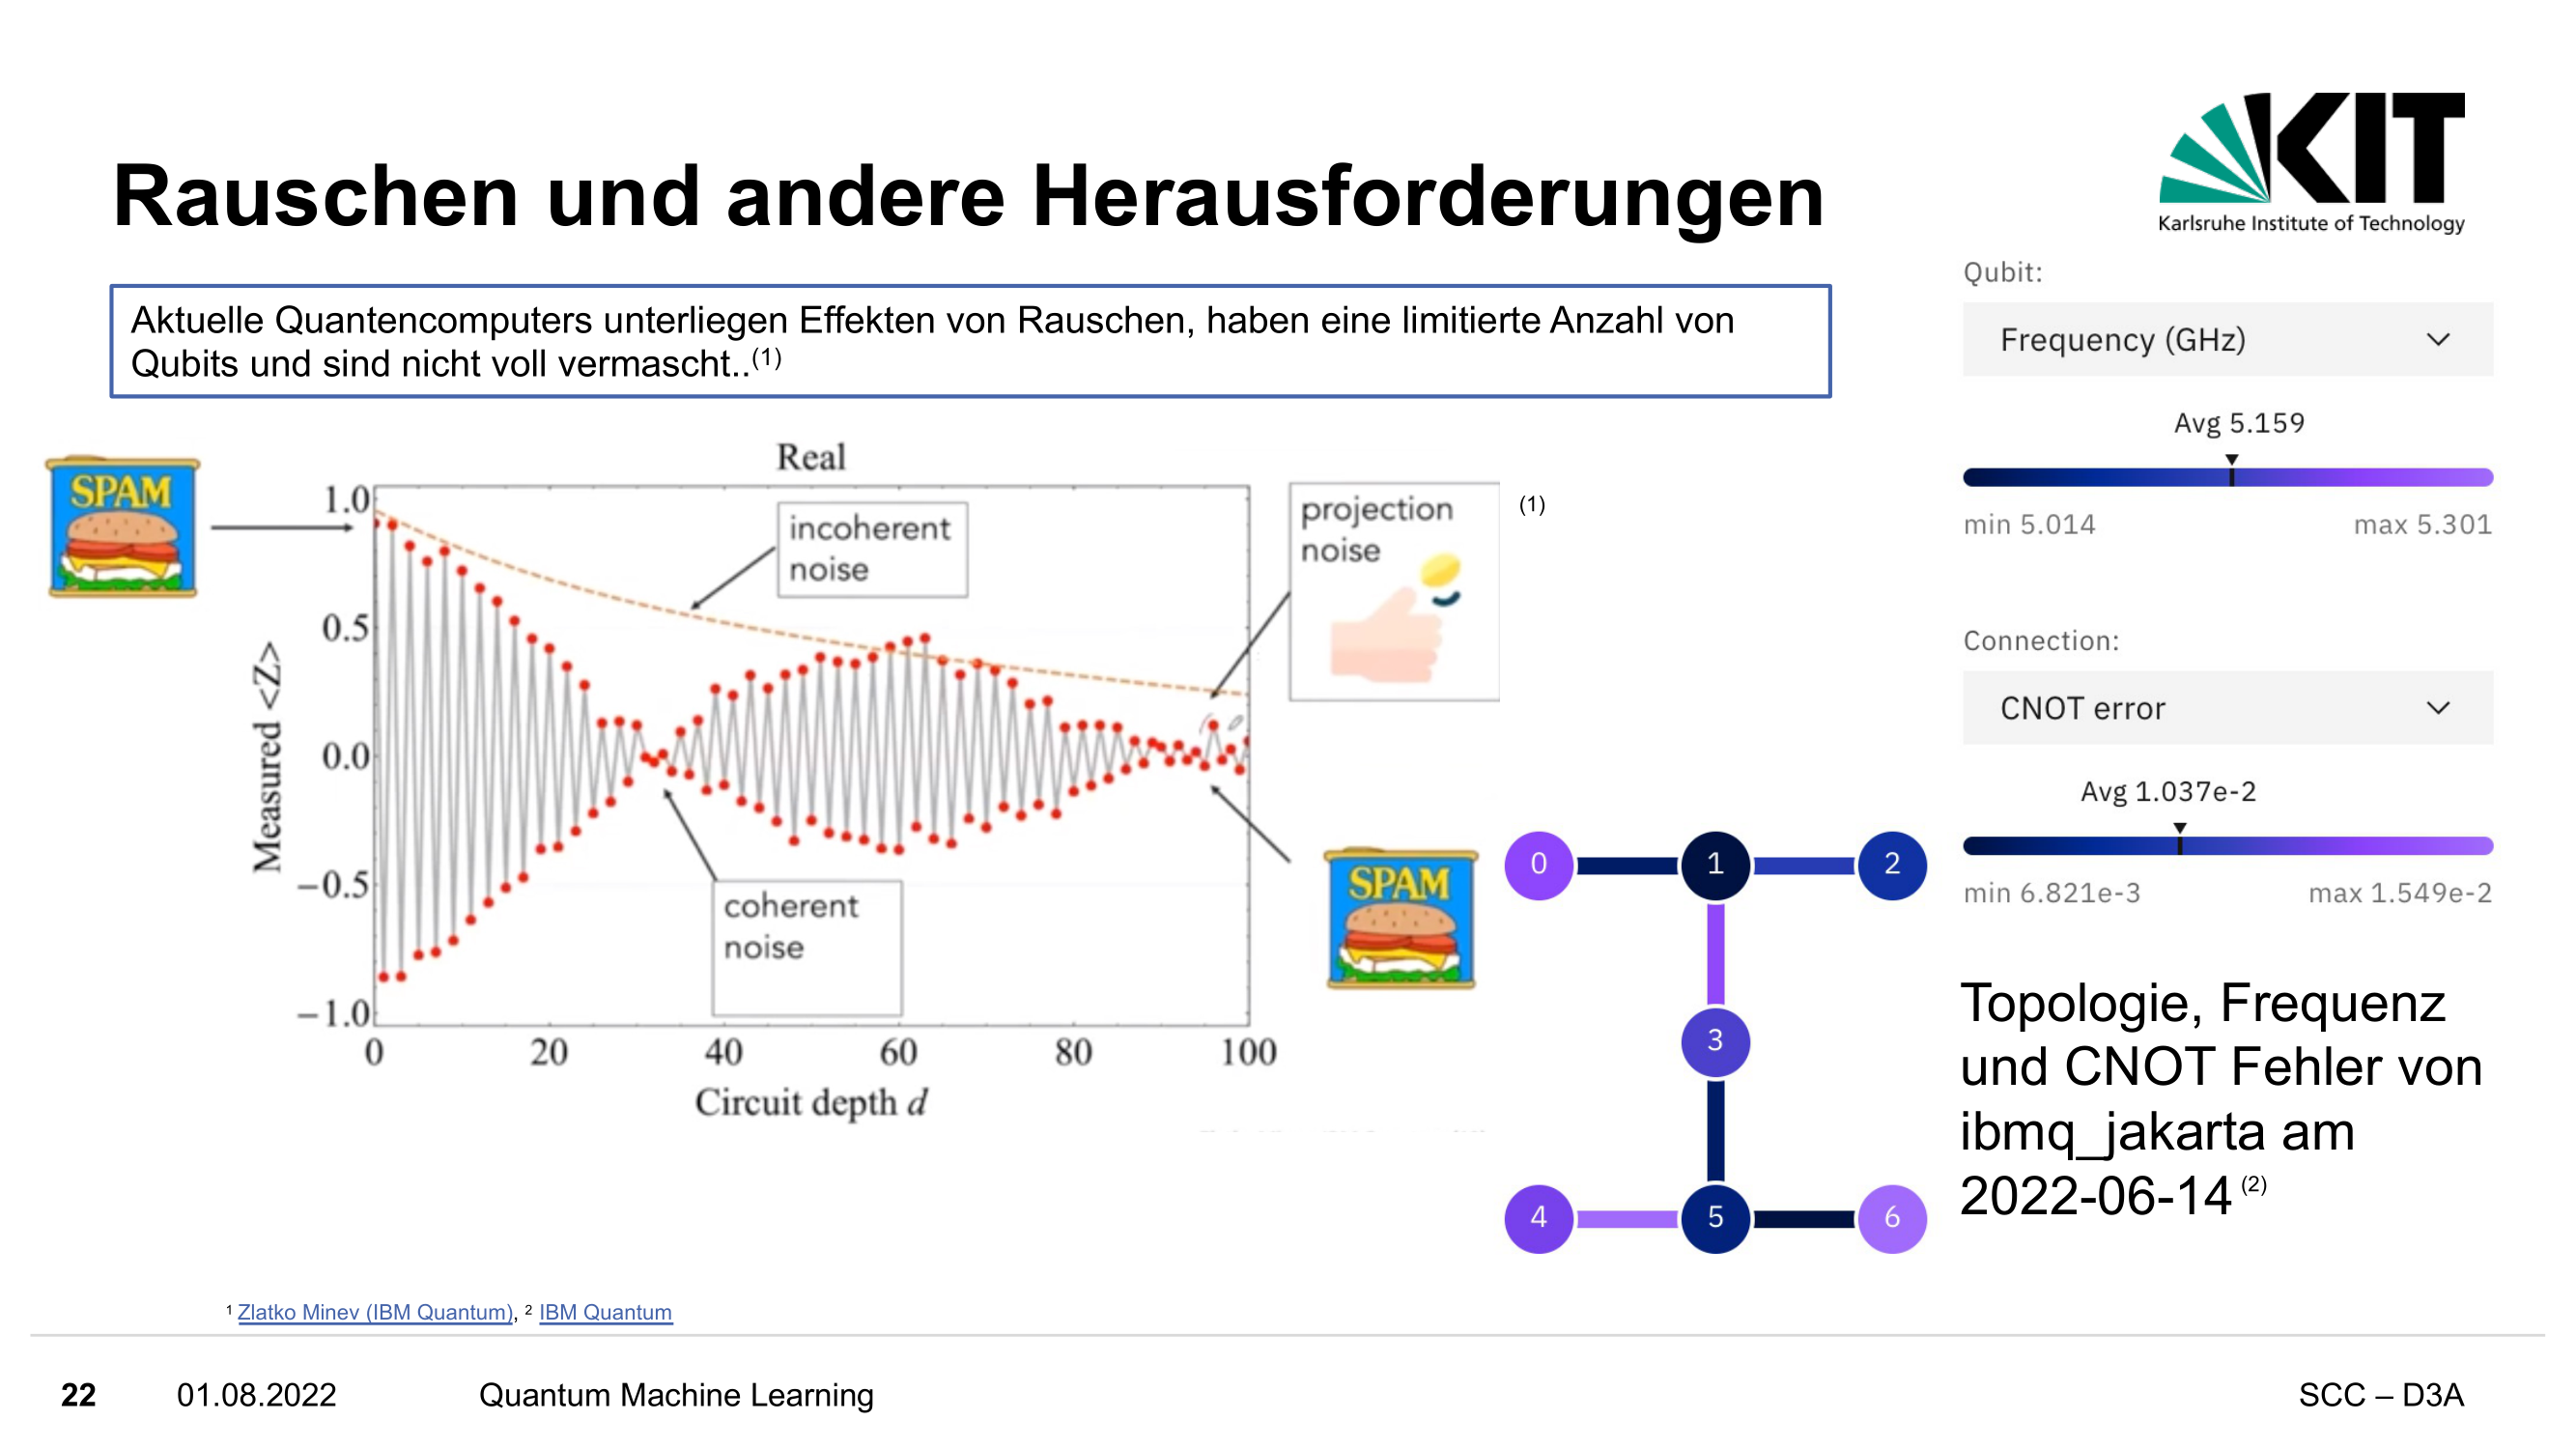 KIT
Karlsruhe Institute of Technology
Rauschen und andere Herausforderungen
Aktuelle Quantencomputers unterliegen Effekten von Rauschen, haben eine limitierte Anzahl von
Qubits und sind nicht voll vermascht..(1)
SPAM
Real
1.0
0.5
0.0
−0.5
−1.0
Measured <Z>
0 20 40 60 80 100
Circuit depth d
incoherent
noise
coherent
noise
projection
noise
(1)
SPAM
0 1 2
3
4 5 6
Qubit:
Frequency (GHz)
Avg 5.159
min 5.014 max 5.301
Connection:
CNOT error
Avg 1.037e-2
min 6.821e-3 max 1.549e-2
Topologie, Frequenz
und CNOT Fehler von
ibmq_jakarta am
2022-06-14 (2)
1 Zlatko Minev (IBM Quantum), 2 IBM Quantum
22 01.08.2022 Quantum Machine Learning SCC – D3A